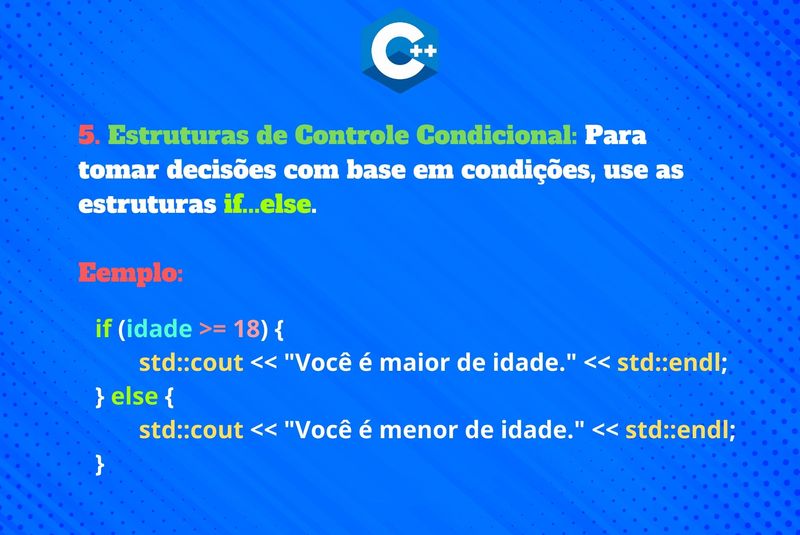 C++
5. Estruturas de Controle Condicional: Para
tomar decisões com base em condições, use as
estruturas if...else.
Eemplo:
if (idade >= 18) {
std::cout << "Você é maior de idade." << std::endl;
} else {
std::cout << "Você é menor de idade." << std::endl;
}